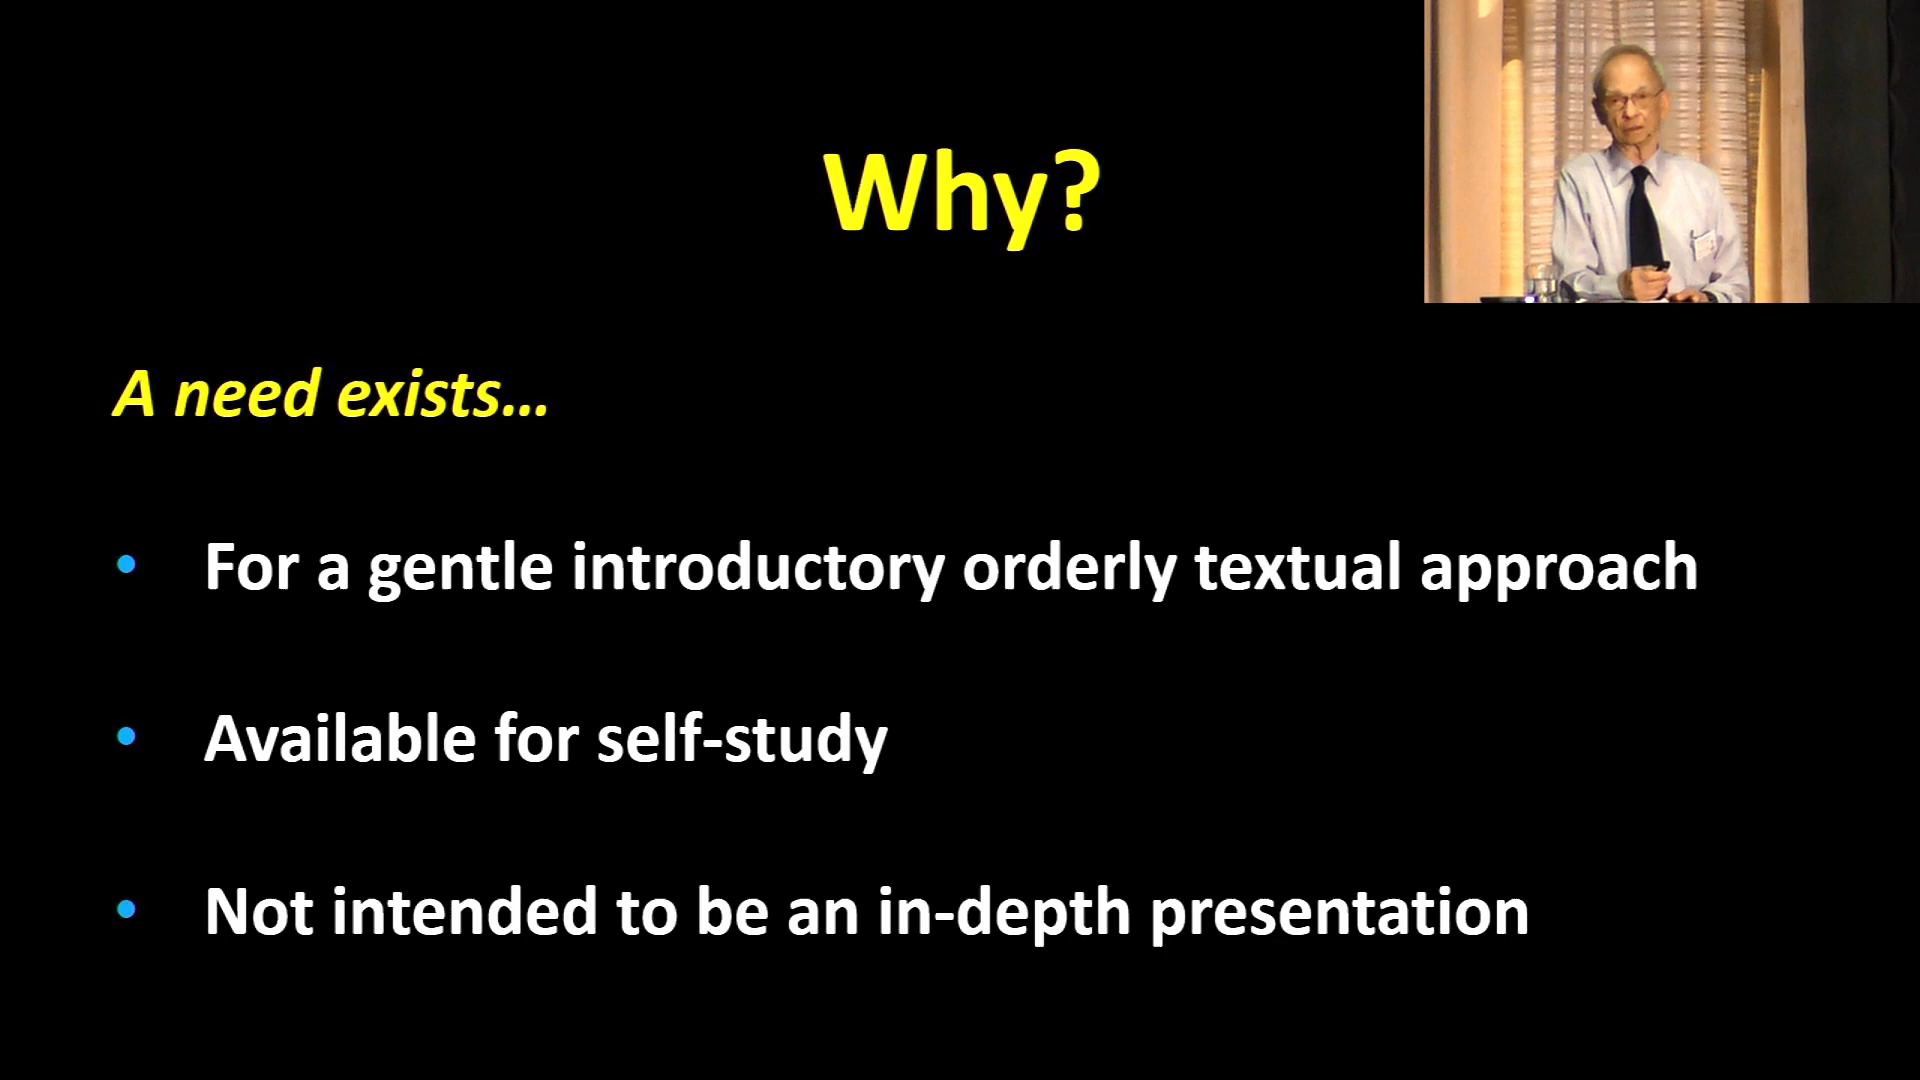 Why?
A need exists...
• For a gentle introductory orderly textual approach
• Available for self-study
• Not intended to be an in-depth presentation